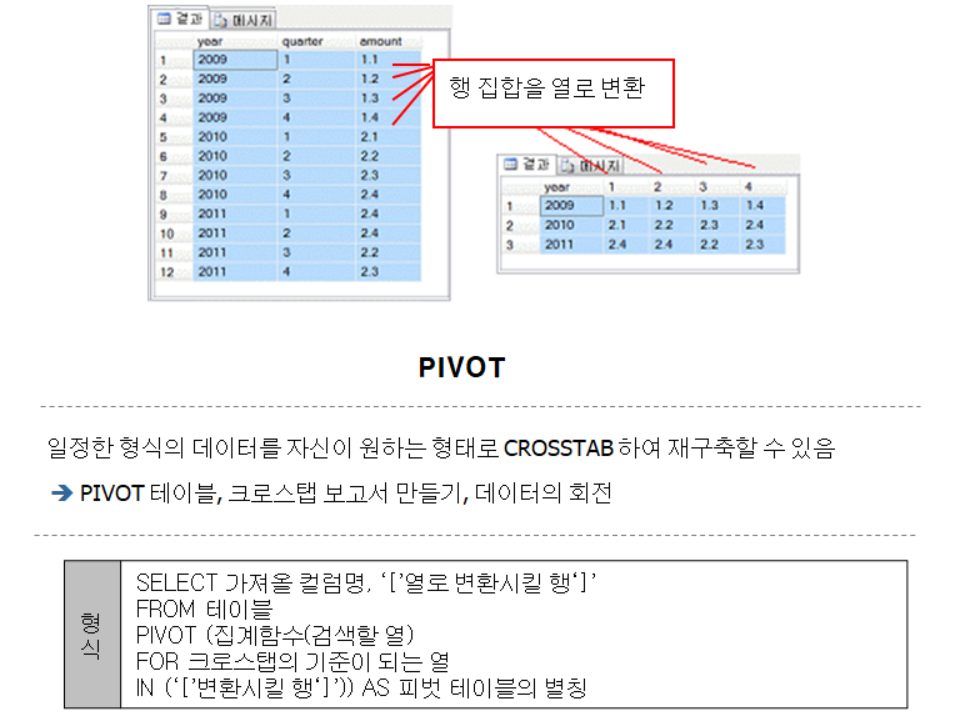 결과 메시지
year quarter amount
1 2009 1 1.1
2 2009 2 1.2
3 2009 3 1.3
4 2009 4 1.4
5 2010 1 2.1
6 2010 2 2.2
7 2010 3 2.3
8 2010 4 2.4
9 2011 1 2.4
10 2011 2 2.4
11 2011 3 2.2
12 2011 4 2.3
행 집합을 열로 변환
결과 메시지
year 1 2 3 4
1 2009 1.1 1.2 1.3 1.4
2 2010 2.1 2.2 2.3 2.4
3 2011 2.4 2.4 2.2 2.3
PIVOT
일정한 형식의 데이터를 자신이 원하는 형태로 CROSSTAB 하여 재구축할 수 있음
➔ PIVOT 테이블, 크로스탭 보고서 만들기, 데이터의 회전
형식
SELECT 가져올 컬럼명, ‘[’열로 변환시킬 행‘]’
FROM 테이블
PIVOT (집계함수(검색할 열)
FOR 크로스탭의 기준이 되는 열
IN (‘[’변환시킬 행‘]’)) AS 피벗 테이블의 별칭